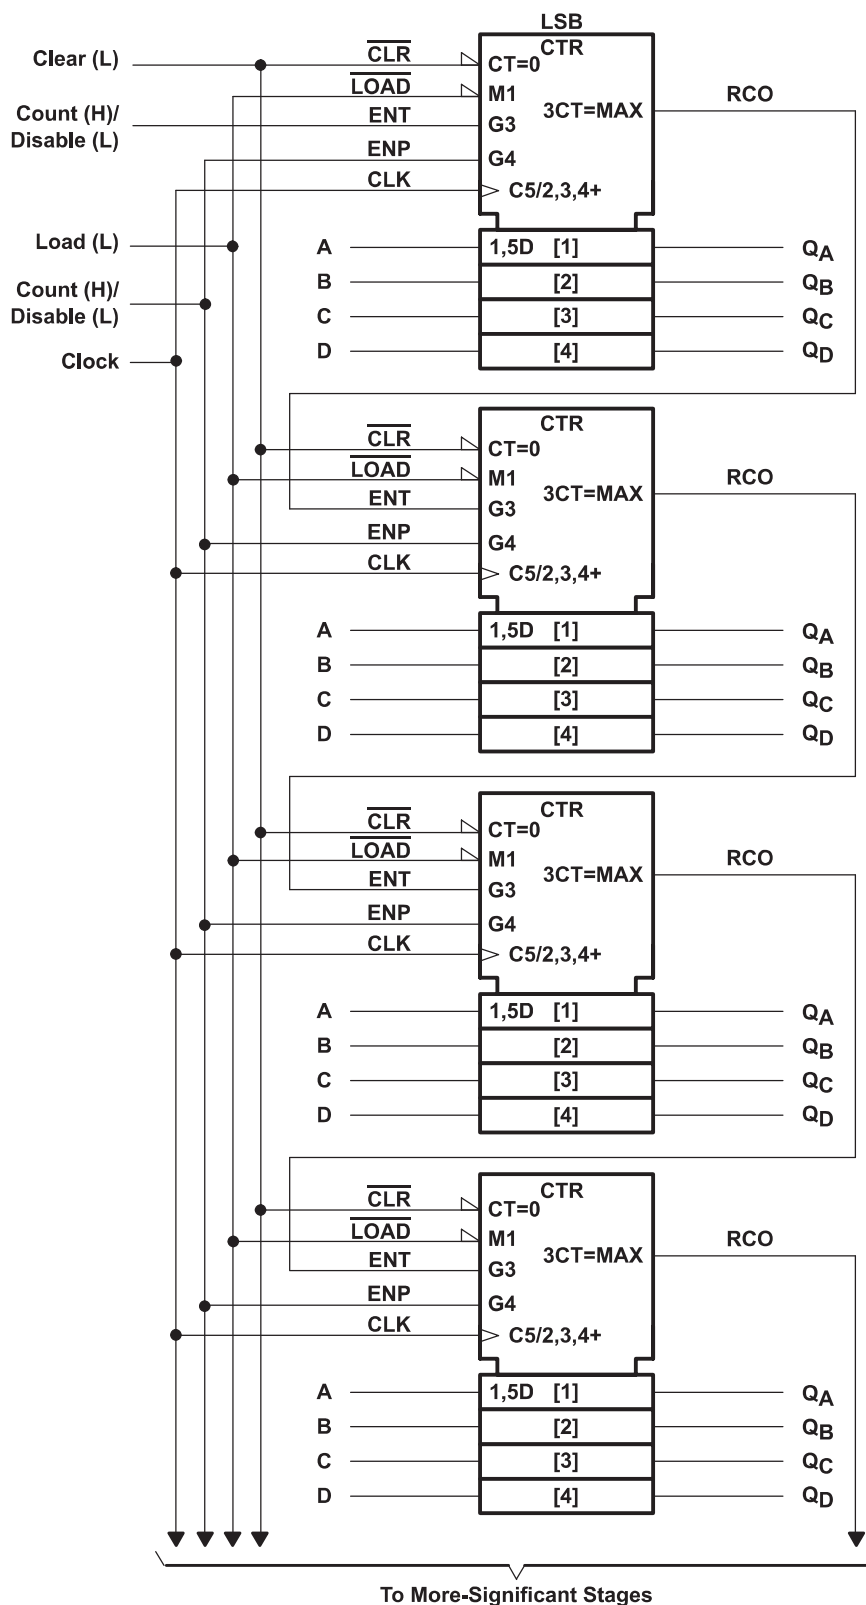 LSB
CTR
Clear (L)
CLR
CT=0
LOAD
M1
RCO
Count (H)/
Disable (L)
ENT
G3
3CT=MAX
ENP
G4
CLK
C5/2,3,4+
Load (L)
A
1,5D [1]
QA
Count (H)/
Disable (L)
B
[2]
QB
C
[3]
QC
Clock
D
[4]
QD
CTR
CLR
CT=0
LOAD
M1
RCO
ENT
G3
3CT=MAX
ENP
G4
CLK
C5/2,3,4+
A
1,5D [1]
QA
B
[2]
QB
C
[3]
QC
D
[4]
QD
CTR
CLR
CT=0
LOAD
M1
RCO
ENT
G3
3CT=MAX
ENP
G4
CLK
C5/2,3,4+
A
1,5D [1]
QA
B
[2]
QB
C
[3]
QC
D
[4]
QD
CTR
CLR
CT=0
LOAD
M1
RCO
ENT
G3
3CT=MAX
ENP
G4
CLK
C5/2,3,4+
A
1,5D [1]
QA
B
[2]
QB
C
[3]
QC
D
[4]
QD
To More-Significant Stages